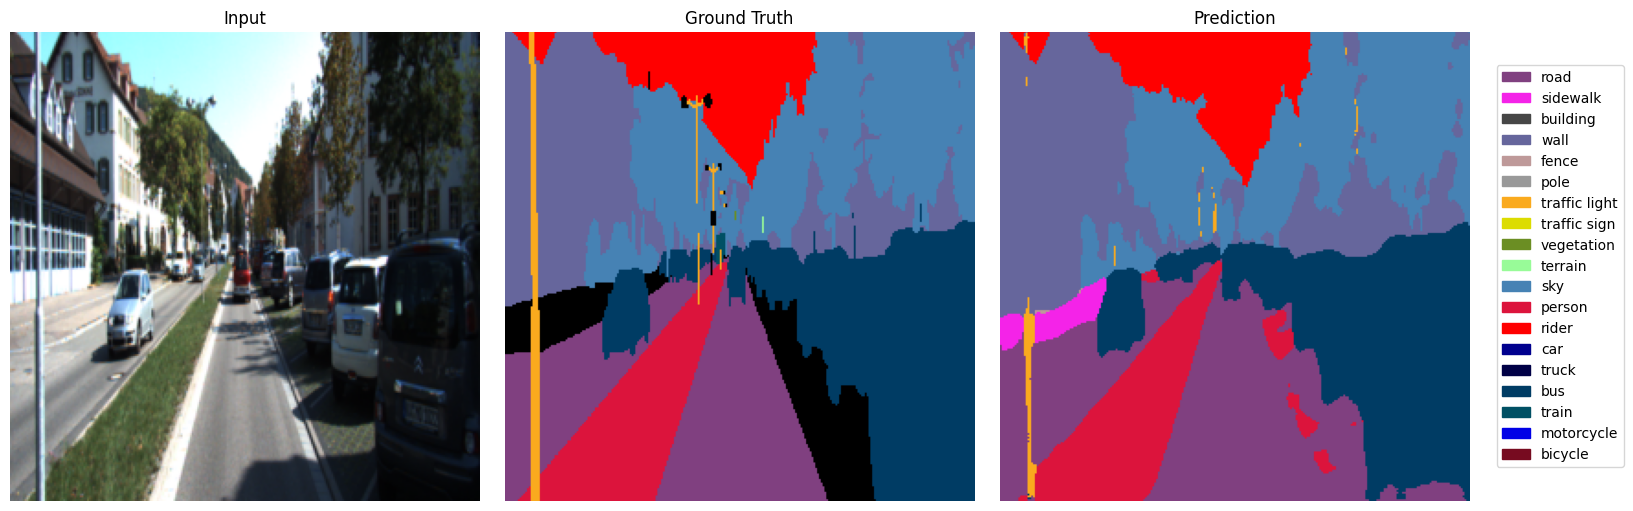 Input
Ground Truth
Prediction
road
sidewalk
building
wall
fence
pole
traffic light
traffic sign
vegetation
terrain
sky
person
rider
car
truck
bus
train
motorcycle
bicycle